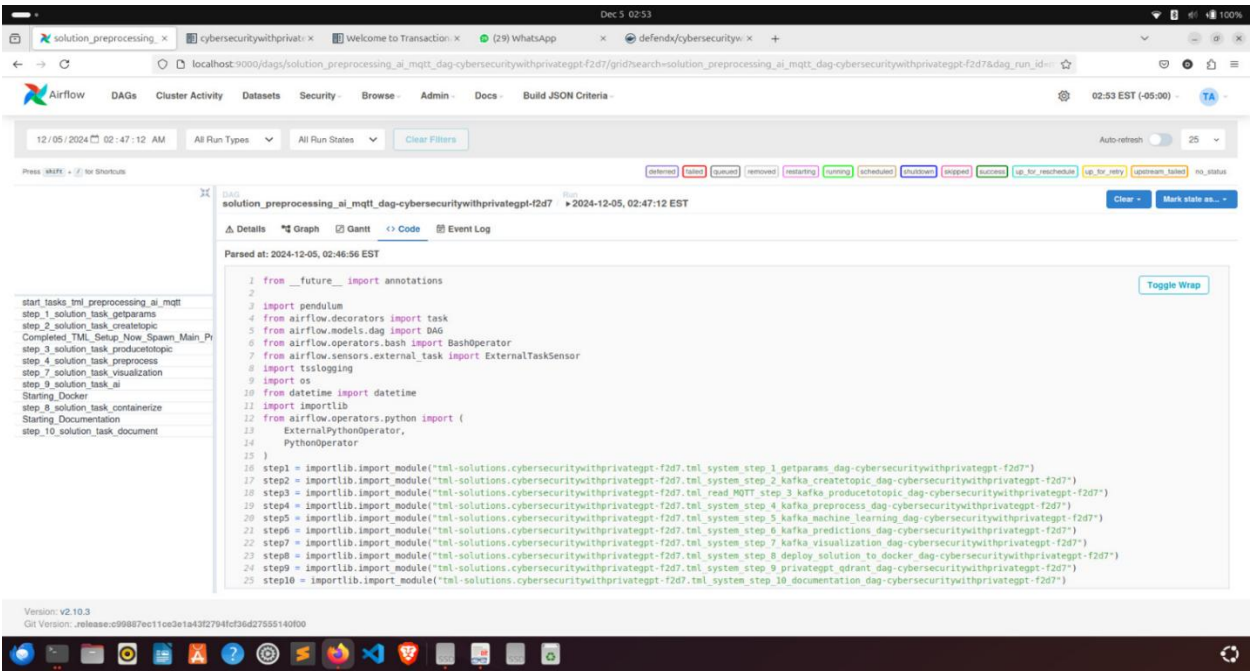 Dec 5 02:53
100%
solution_preprocessing_ ×
cybersecuritywithprivate ×
Welcome to Transaction ×
(29) WhatsApp ×
defendx/cybersecurityw ×
localhost:9000/dags/solution_preprocessing_ai_mqtt_dag-cybersecuritywithprivategpt-f2d7/grid?search=solution_preprocessing_ai_mqtt_dag-cybersecuritywithprivategpt-f2d7&dag_run_id=
Airflow DAGs Cluster Activity Datasets Security Browse Admin Docs Build JSON Criteria 02:53 EST (-05:00) TA
12/05/2024 02:47:12 AM All Run Types All Run States Clear Filters Auto-refresh 25
Press shift + / for Shortcuts
deferred failed queued removed restarting running scheduled shutdown skipped success up_for_reschedule up_for_retry upstream_failed no_status
DAG
solution_preprocessing_ai_mqtt_dag-cybersecuritywithprivategpt-f2d7
Run
2024-12-05, 02:47:12 EST
Clear Mark state as...
Details Graph Gantt <> Code Event Log
Parsed at: 2024-12-05, 02:46:56 EST
Toggle Wrap
start_tasks_tml_preprocessing_ai_mqtt
step_1_solution_task_getparams
step_2_solution_task_createtopic
Completed_TML_Setup_Now_Spawn_Main_Pr
step_3_solution_task_producetotopic
step_4_solution_task_preprocess
step_7_solution_task_visualization
step_9_solution_task_ai
Starting_Docker
step_8_solution_task_containerize
Starting_Documentation
step_10_solution_task_document
1 from __future__ import annotations
2
3 import pendulum
4 from airflow.decorators import task
5 from airflow.models.dag import DAG
6 from airflow.operators.bash import BashOperator
7 from airflow.sensors.external_task import ExternalTaskSensor
8 import tsslogging
9 import os
10 from datetime import datetime
11 import importlib
12 from airflow.operators.python import (
13 ExternalPythonOperator,
14 PythonOperator
15 )
16 step1 = importlib.import_module("tml-solutions.cybersecuritywithprivategpt-f2d7.tml_system_step_1_getparams_dag-cybersecuritywithprivategpt-f2d7")
17 step2 = importlib.import_module("tml-solutions.cybersecuritywithprivategpt-f2d7.tml_system_step_2_kafka_createtopic_dag-cybersecuritywithprivategpt-f2d7")
18 step3 = importlib.import_module("tml-solutions.cybersecuritywithprivategpt-f2d7.tml_read_MQTT_step_3_kafka_producetotopic_dag-cybersecuritywithprivategpt-f2d7")
19 step4 = importlib.import_module("tml-solutions.cybersecuritywithprivategpt-f2d7.tml_system_step_4_kafka_preprocess_dag-cybersecuritywithprivategpt-f2d7")
20 step5 = importlib.import_module("tml-solutions.cybersecuritywithprivategpt-f2d7.tml_system_step_5_kafka_machine_learning_dag-cybersecuritywithprivategpt-f2d7")
21 step6 = importlib.import_module("tml-solutions.cybersecuritywithprivategpt-f2d7.tml_system_step_6_kafka_predictions_dag-cybersecuritywithprivategpt-f2d7")
22 step7 = importlib.import_module("tml-solutions.cybersecuritywithprivategpt-f2d7.tml_system_step_7_kafka_visualization_dag-cybersecuritywithprivategpt-f2d7")
23 step8 = importlib.import_module("tml-solutions.cybersecuritywithprivategpt-f2d7.tml_system_step_8_deploy_solution_to_docker_dag-cybersecuritywithprivategpt-f2d7")
24 step9 = importlib.import_module("tml-solutions.cybersecuritywithprivategpt-f2d7.tml_system_step_9_privategpt_qdrant_dag-cybersecuritywithprivategpt-f2d7")
25 step10 = importlib.import_module("tml-solutions.cybersecuritywithprivategpt-f2d7.tml_system_step_10_documentation_dag-cybersecuritywithprivategpt-f2d7")
Version: v2.10.3
Git Version: .release:c99887ec11ce3e1a43f2794fcf36d27555140f00